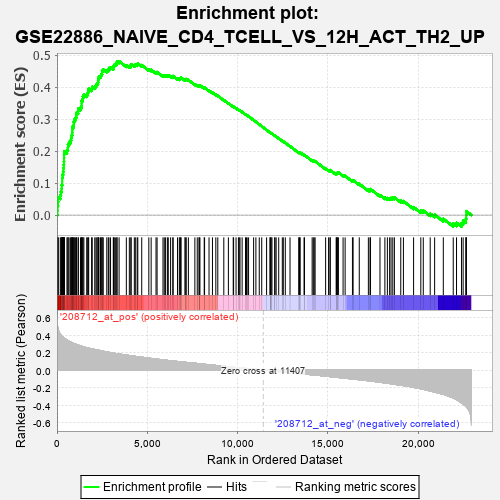 Enrichment plot:
GSE22886_NAIVE_CD4_TCELL_VS_12H_ACT_TH2_UP
Enrichment score (ES)
0.5
0.4
0.3
0.2
0.1
0.0
Ranked list metric (Pearson)
'208712_at_pos' (positively correlated)
0.6
0.4
0.2
0.0
-0.2
-0.4
-0.6
Zero cross at 11407
'208712_at_neg' (negatively correlated)
0 5,000 10,000 15,000 20,000
Rank in Ordered Dataset
Enrichment profile Hits Ranking metric scores